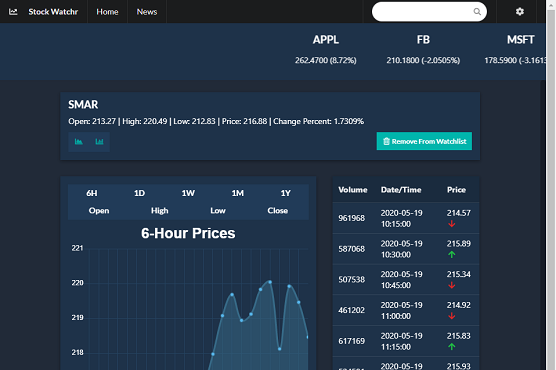 Stock Watchr Home News
APPL FB MSFT
262.4700 (8.72%) 210.1800 (-2.0505%) 178.5900 (-3.1613
SMAR
Open: 213.27 | High: 220.49 | Low: 212.83 | Price: 216.88 | Change Percent: 1.7309%
Remove From Watchlist
6H 1D 1W 1M 1Y
Open High Low Close
6-Hour Prices
221
220
219
218
Volume Date/Time Price
961968 2020-05-19 10:15:00 214.57
587068 2020-05-19 10:30:00 215.89
507538 2020-05-19 10:45:00 215.34
461202 2020-05-19 11:00:00 214.92
617169 2020-05-19 11:15:00 215.83
2020-05-19 215.93